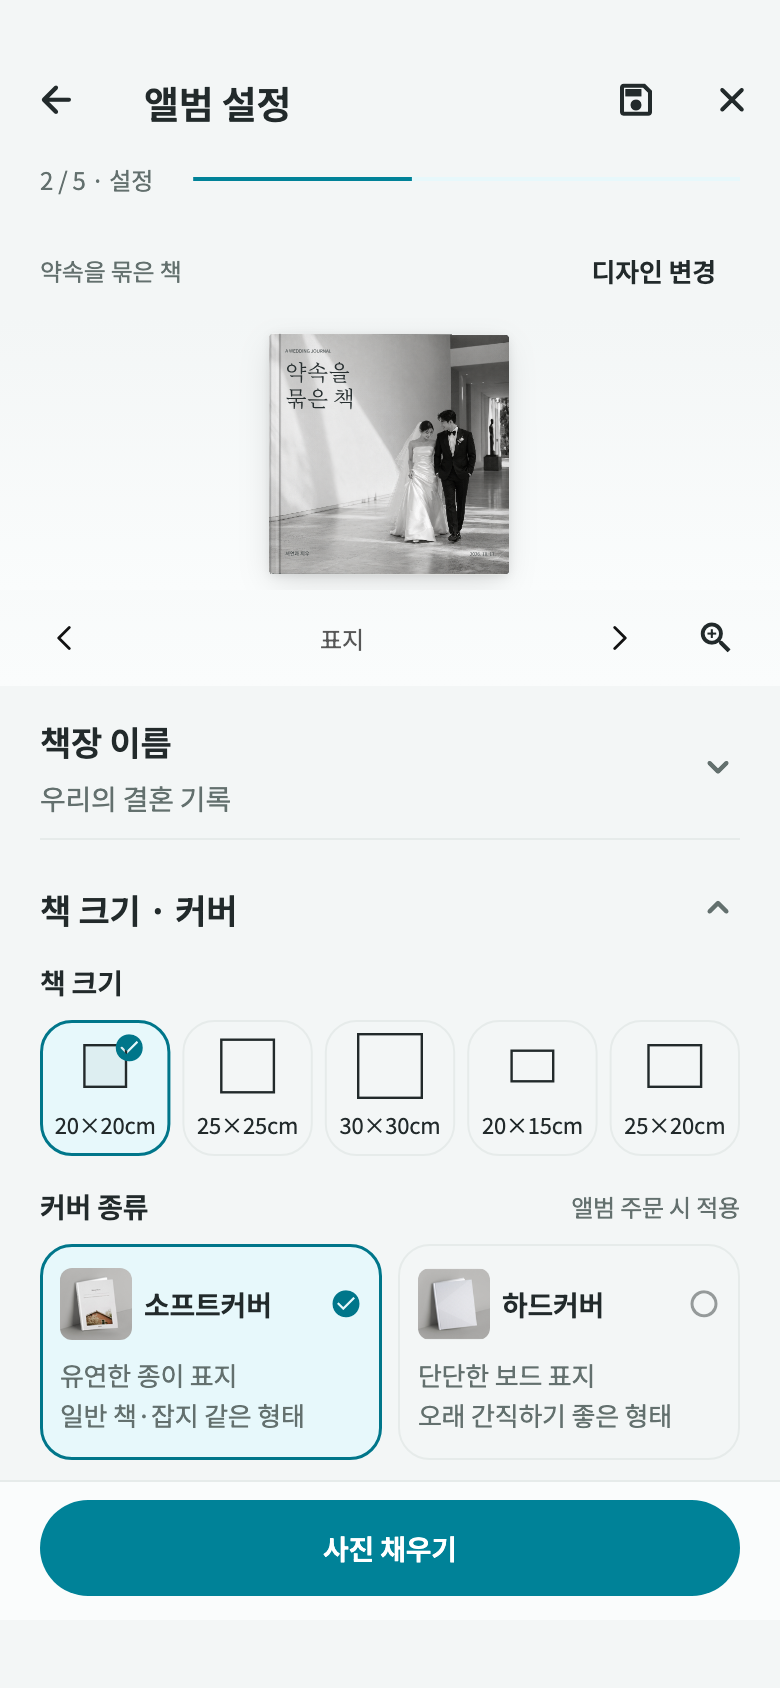 앨범 설정
2 / 5 · 설정
약속을 묶은 책
디자인 변경
A WEDDING JOURNAL
약속을
묶은 책
표지
책장 이름
우리의 결혼 기록
책 크기 · 커버
책 크기
20×20cm
25×25cm
30×30cm
20×15cm
25×20cm
커버 종류
앨범 주문 시 적용
소프트커버
유연한 종이 표지
일반 책·잡지 같은 형태
하드커버
단단한 보드 표지
오래 간직하기 좋은 형태
사진 채우기